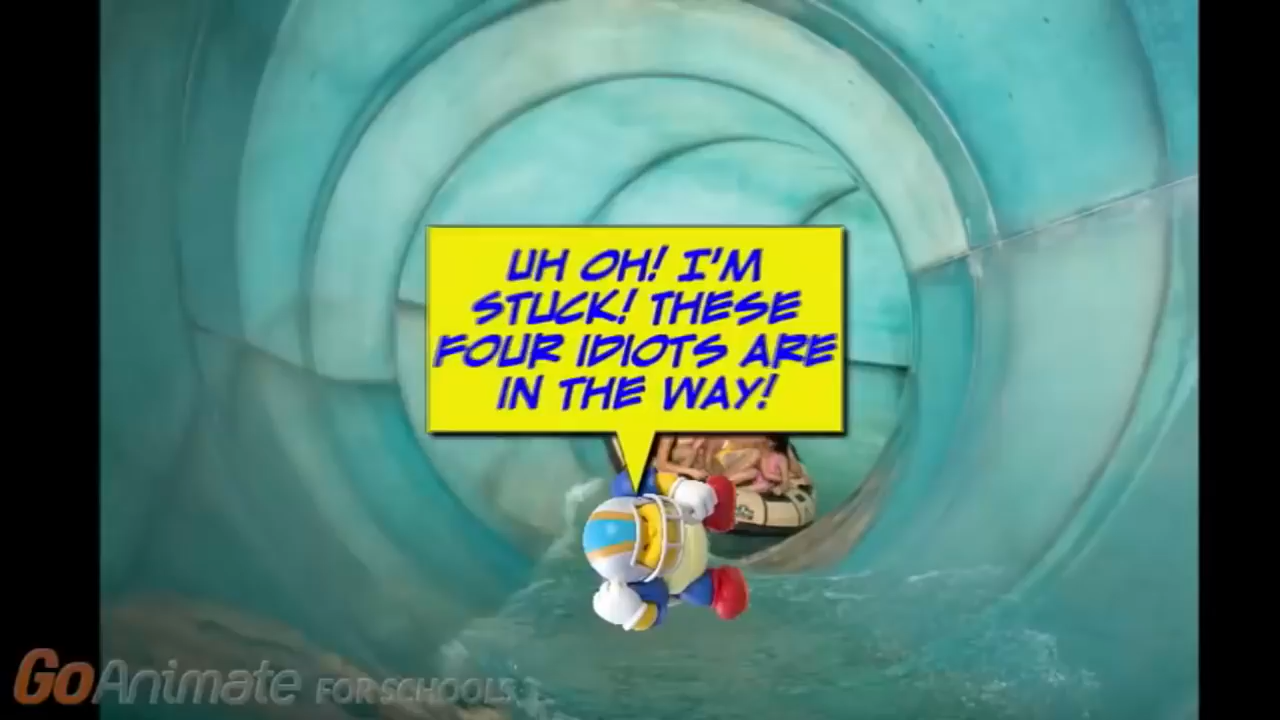 UH OH! I'M
STUCK! THESE
FOUR IDIOTS ARE
IN THE WAY!
GoAnimate FOR SCHOOLS